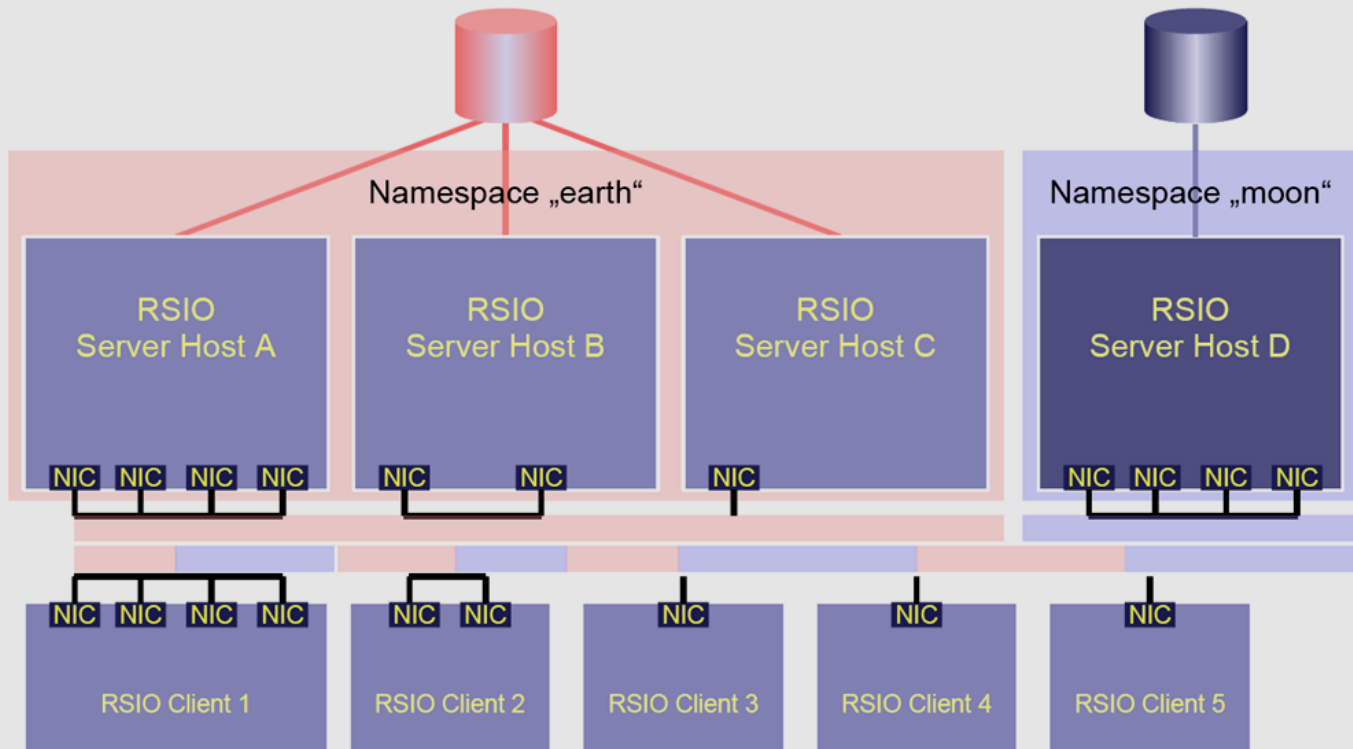 Namespace „earth“
Namespace „moon“
RSIO
Server Host A
RSIO
Server Host B
RSIO
Server Host C
RSIO
Server Host D
NIC NIC NIC NIC
NIC NIC
NIC
NIC NIC NIC NIC
NIC NIC NIC NIC
NIC NIC
NIC
NIC
NIC
RSIO Client 1
RSIO Client 2
RSIO Client 3
RSIO Client 4
RSIO Client 5